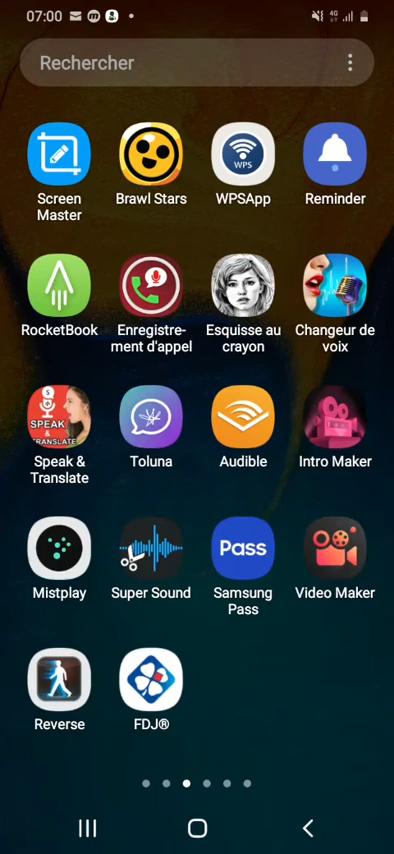 07:00
4G
Rechercher
Screen
Master
Brawl Stars
WPS
WPSApp
Reminder
RocketBook
Enregistre-
ment d'appel
Esquisse au
crayon
Changeur de
voix
SPEAK
&
TRANSLATE
Speak &
Translate
Toluna
Audible
Intro Maker
Mistplay
Super Sound
Pass
Samsung
Pass
Video Maker
Reverse
FDJ®